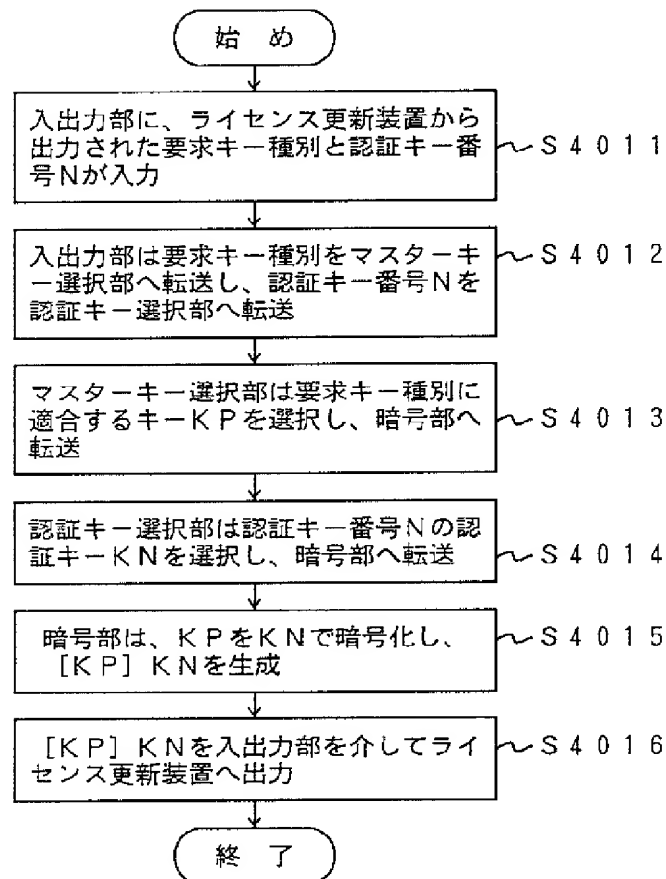 始 め
入出力部に、ライセンス更新装置から
出力された要求キー種別と認証キー番
号Nが入力
S4011
入出力部は要求キー種別をマスターキ
ー選択部へ転送し、認証キー番号Nを
認証キー選択部へ転送
S4012
マスターキー選択部は要求キー種別に
適合するキーKPを選択し、暗号部へ
転送
S4013
認証キー選択部は認証キー番号Nの認
証キーKNを選択し、暗号部へ転送
S4014
暗号部は、KPをKNで暗号化し、
[KP] KNを生成
S4015
[KP] KNを入出力部を介してライ
センス更新装置へ出力
S4016
終 了